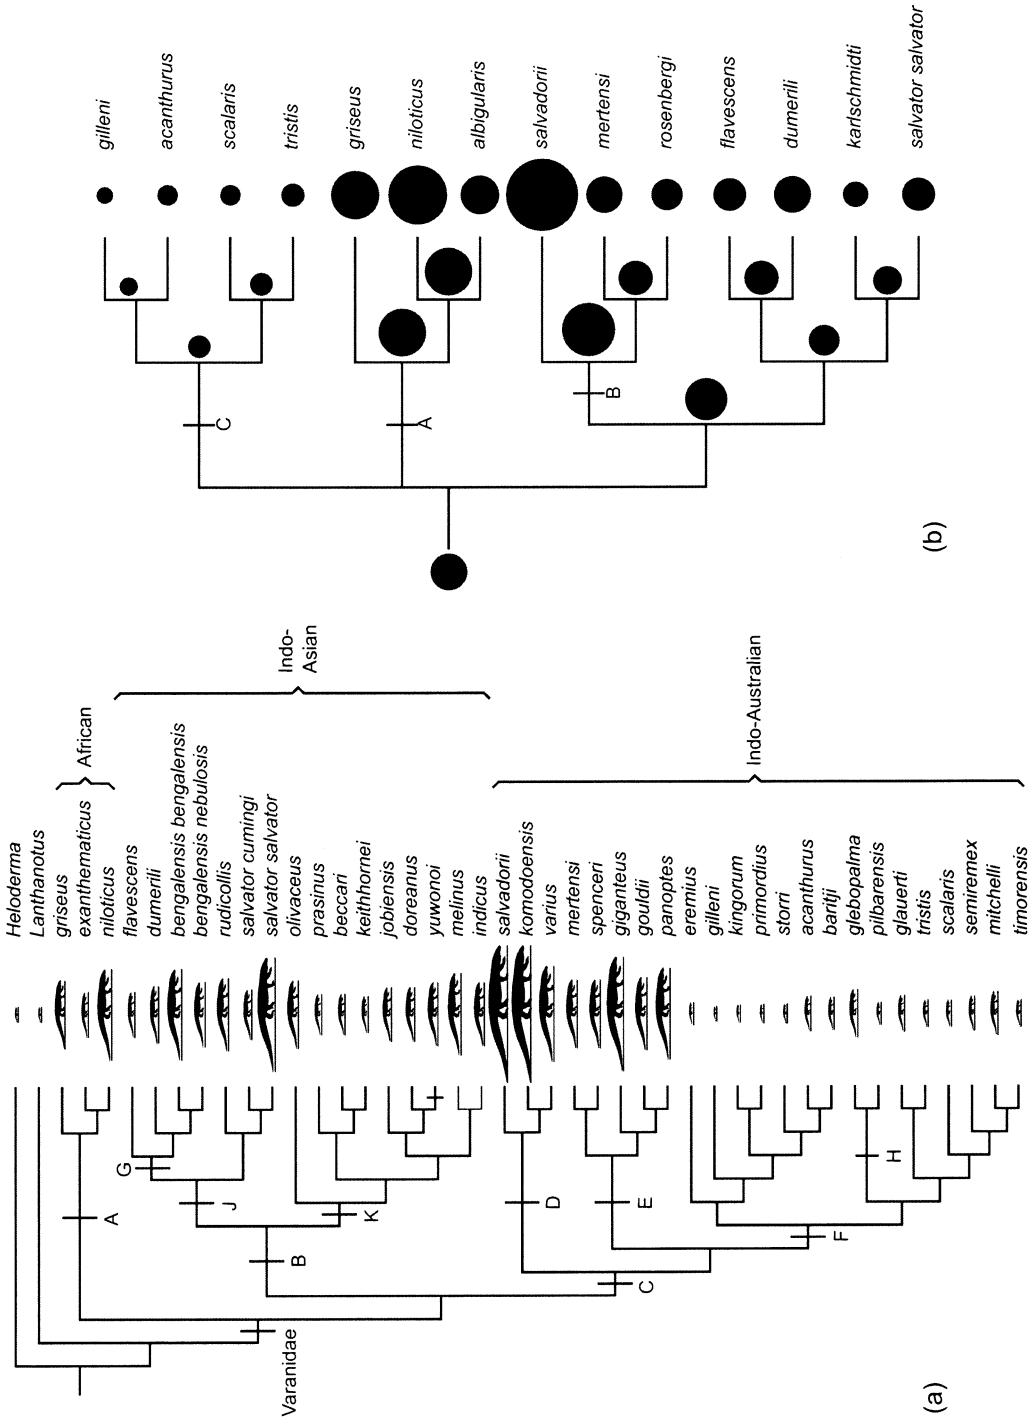 Heloderma
Lanthanotus
griseus
exanthematicus
niloticus
flavescens
dumerili
bengalensis bengalensis
bengalensis nebulosis
rudicollis
salvator cumingi
salvator salvator
olivaceus
prasinus
beccari
keithhornei
jobiensis
doreanus
yuwonoi
melinus
indicus
salvadorii
komodoensis
varius
mertensi
spenceri
giganteus
gouldii
panoptes
eremius
gilleni
kingorum
primordius
storri
acanthurus
baritji
glebopalma
pilbarensis
glauerti
tristis
scalaris
semiremex
mitchelli
timorensis
African
Indo-
Asian
Indo-Australian
Varanidae
A
B
C
D
E
F
G
H
J
K
(a)
gilleni
acanthurus
scalaris
tristis
griseus
niloticus
albigularis
salvadorii
mertensi
rosenbergi
flavescens
dumerili
karlschmidti
salvator salvator
C
A
B
(b)